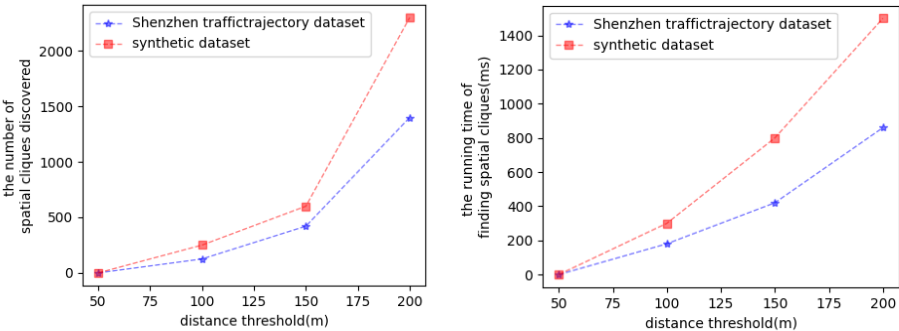 the number of
spatial cliques discovered
2000
1500
1000
500
0
Shenzhen traffictrajectory dataset
synthetic dataset
50
75
100
125
150
175
200
distance threshold(m)
the running time of
finding spatial cliques(ms)
1400
1200
1000
800
600
400
200
0
Shenzhen traffictrajectory dataset
synthetic dataset
50
75
100
125
150
175
200
distance threshold(m)